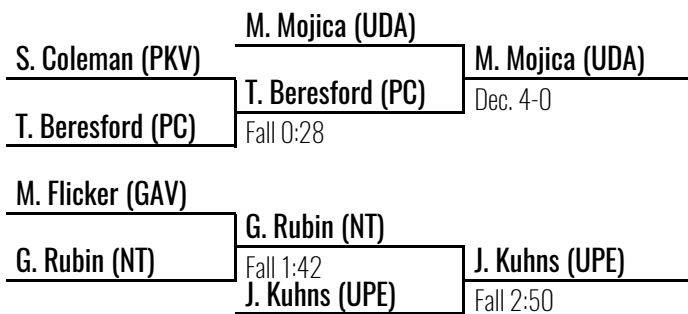 M. Mojica (UDA)
S. Coleman (PKV)
M. Mojica (UDA)
T. Beresford (PC)
Dec. 4-0
T. Beresford (PC)
Fall 0:28
M. Flicker (GAV)
G. Rubin (NT)
G. Rubin (NT)
J. Kuhns (UPE)
Fall 1:42
J. Kuhns (UPE)
Fall 2:50